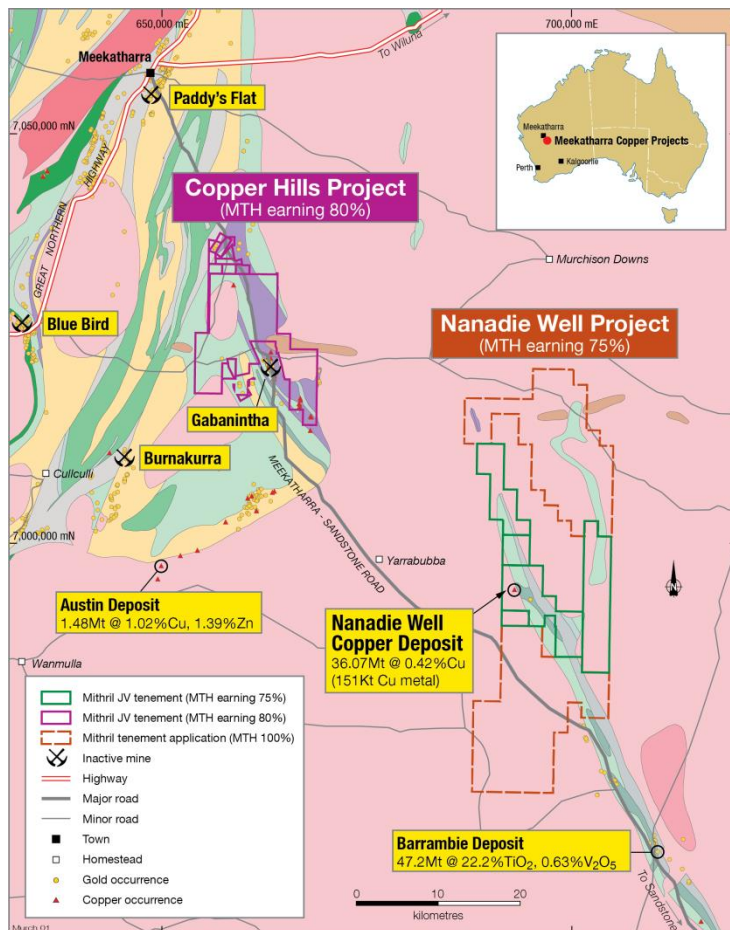 650,000 mE
700,000 mE
To Wiluna
Meekatharra
Paddy's Flat
7,050,000 mN
GREAT NORTHERN HIGHWAY
Meekatharra
Meekatharra Copper Projects
Perth
Kalgoorlie
Copper Hills Project
(MTH earning 80%)
Murchison Downs
Blue Bird
Nanadie Well Project
(MTH earning 75%)
Gabanintha
Burnakurra
Cullculli
MEEKATHARRA - SANDSTONE ROAD
7,000,000 mN
Yarrabubba
Austin Deposit
1.48Mt @ 1.02%Cu, 1.39%Zn
Nanadie Well
Copper Deposit
36.07Mt @ 0.42%Cu
(151Kt Cu metal)
N
Wanmulla
Mithril JV tenement (MTH earning 75%)
Mithril JV tenement (MTH earning 80%)
Mithril tenement application (MTH 100%)
Inactive mine
Highway
Major road
Minor road
Town
Homestead
Gold occurrence
Copper occurrence
Barrambie Deposit
47.2Mt @ 22.2%TiO₂, 0.63%V₂O₅
To Sandstone
0 10 20
kilometres